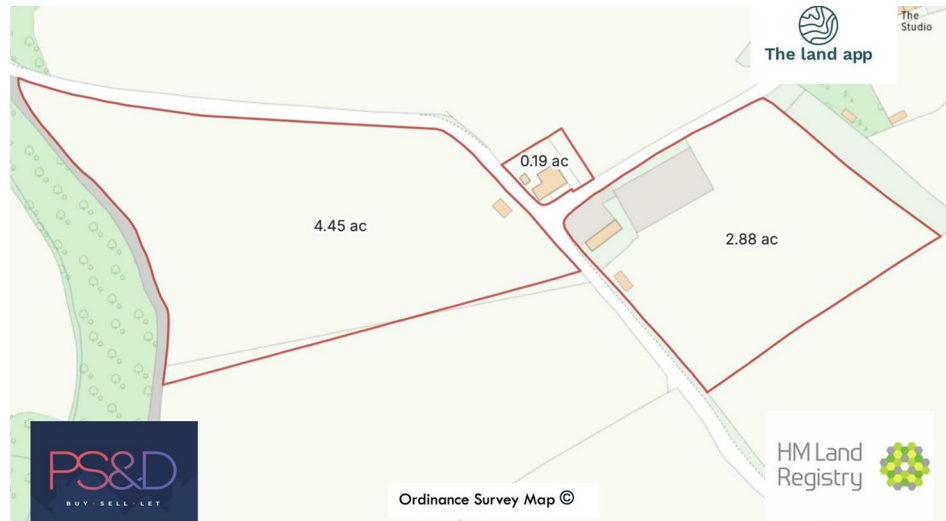 The
Studio
The land app
0.19 ac
4.45 ac
2.88 ac
PS&D
BUY · SELL · LET
Ordinance Survey Map ©
HM Land
Registry